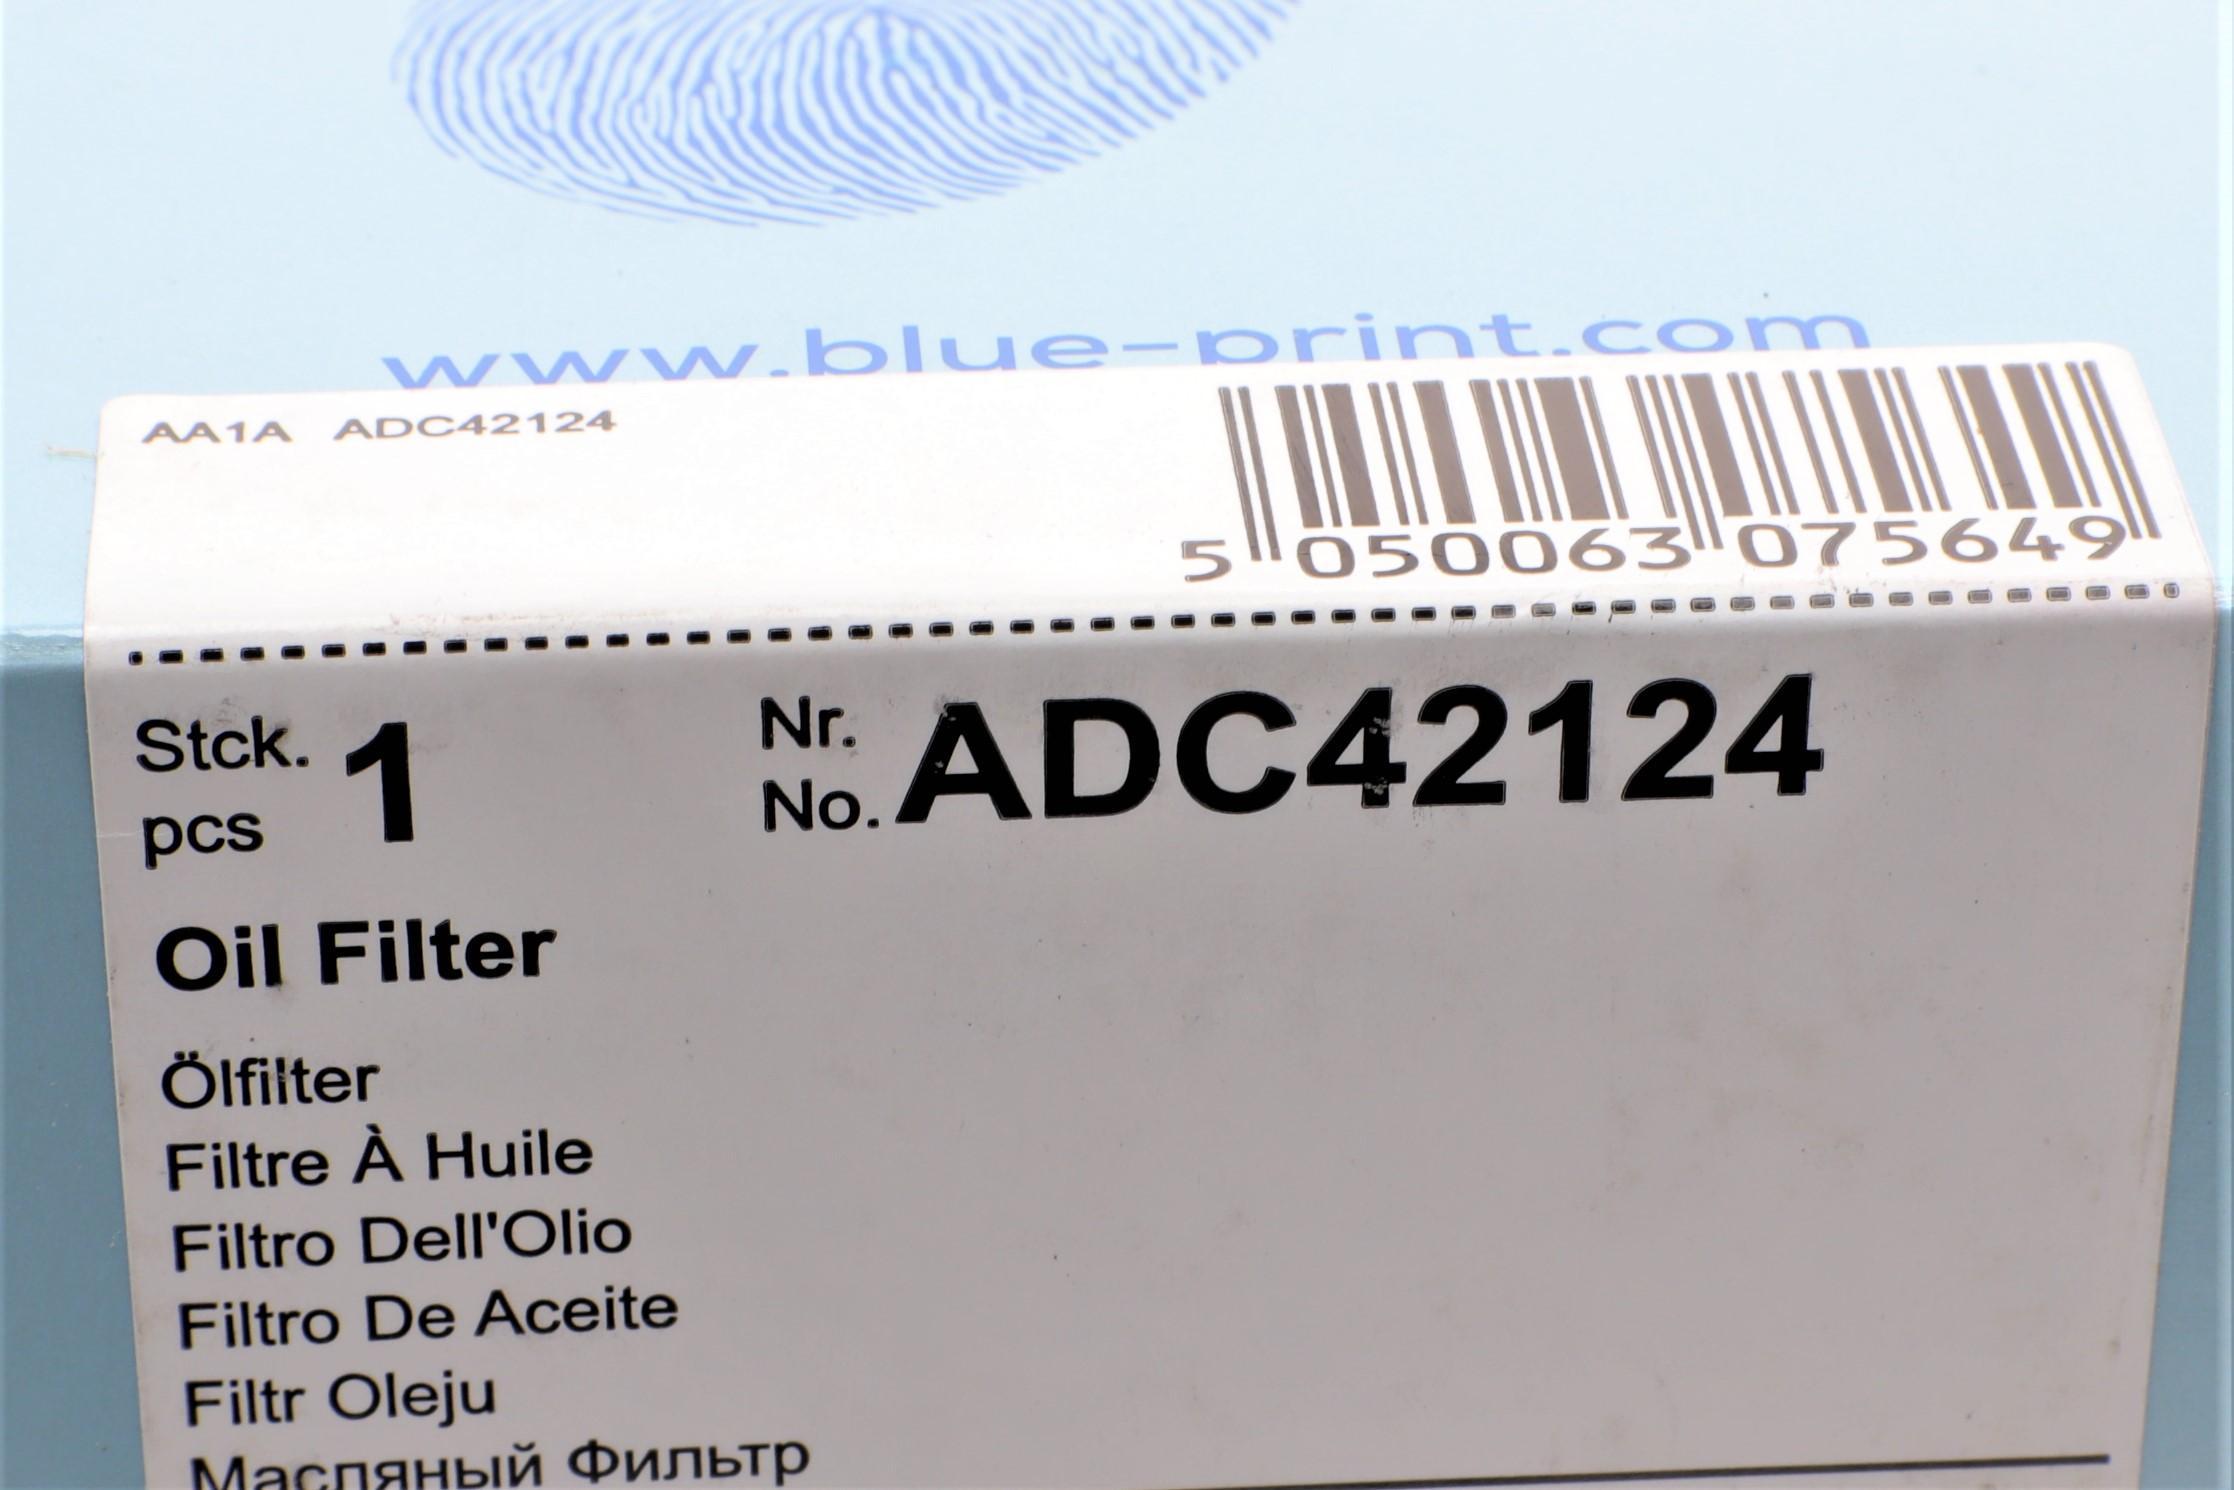 www.blue-print.com
AA1A ADC42124
5 050063 075649
Stck. 1 Nr. ADC42124
pcs No.
Oil Filter
Ölfilter
Filtre À Huile
Filtro Dell'Olio
Filtro De Aceite
Filtr Oleju
Масляный Фильтр